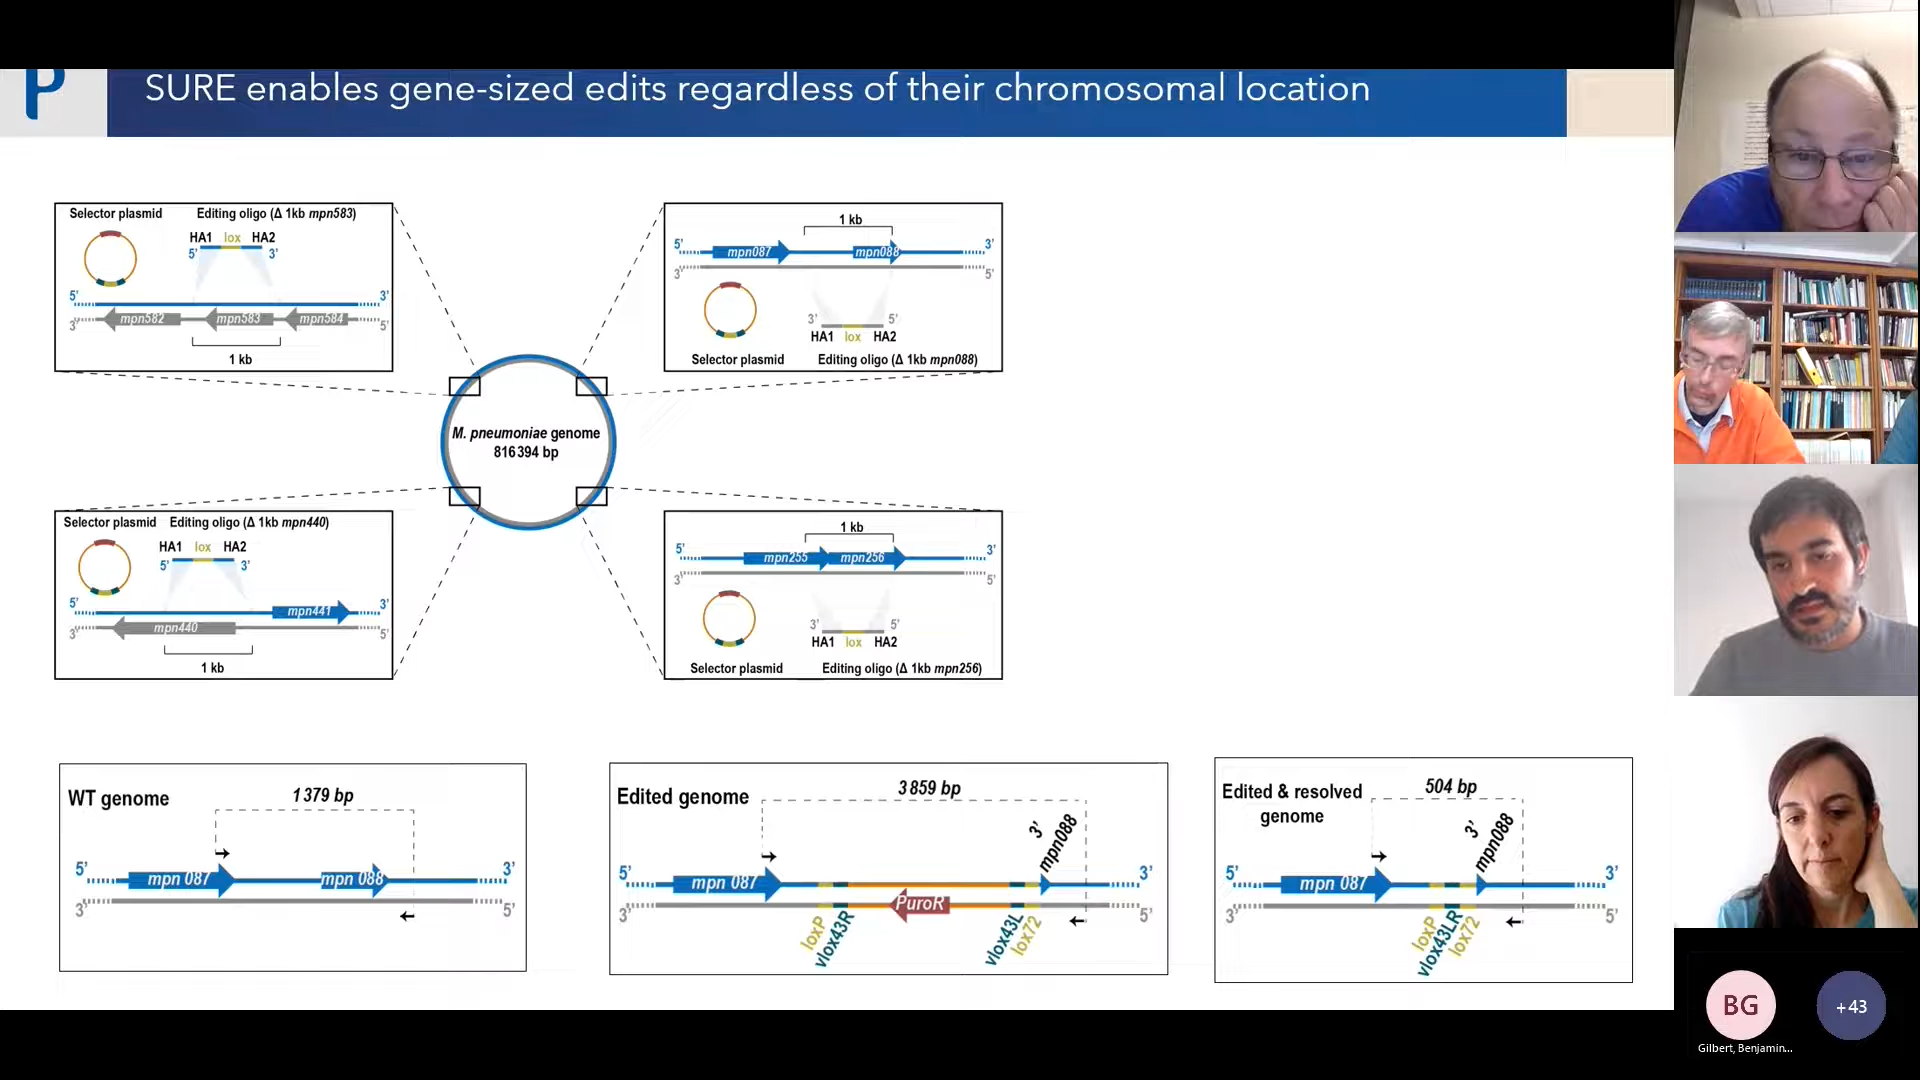 P
SURE enables gene-sized edits regardless of their chromosomal location
Selector plasmid Editing oligo (Δ 1kb mpn583)
HA1 lox HA2
5' 3'
5' 3'
mpn582 mpn583 mpn584
3' 5'
1 kb
1 kb
5' 3'
mpn087 mpn088
3' 5'
3' 5'
HA1 lox HA2
Selector plasmid Editing oligo (Δ 1kb mpn088)
M. pneumoniae genome
816 394 bp
Selector plasmid Editing oligo (Δ 1kb mpn440)
HA1 lox HA2
5' 3'
5' 3'
mpn441
mpn440
3' 5'
1 kb
1 kb
5' 3'
mpn255 mpn256
3' 5'
3' 5'
HA1 lox HA2
Selector plasmid Editing oligo (Δ 1kb mpn256)
WT genome
1 379 bp
5' 3'
mpn 087 mpn 088
3' 5'
Edited genome
3 859 bp
3' mpn088
5' 3'
mpn 087
PuroR
3' 5'
loxP
vlox43R
vlox43L
lox72
Edited & resolved
genome
504 bp
3' mpn088
5' 3'
mpn 087
3' 5'
loxP
vlox43LR
lox72
BG
+43
Gilbert, Benjamin...